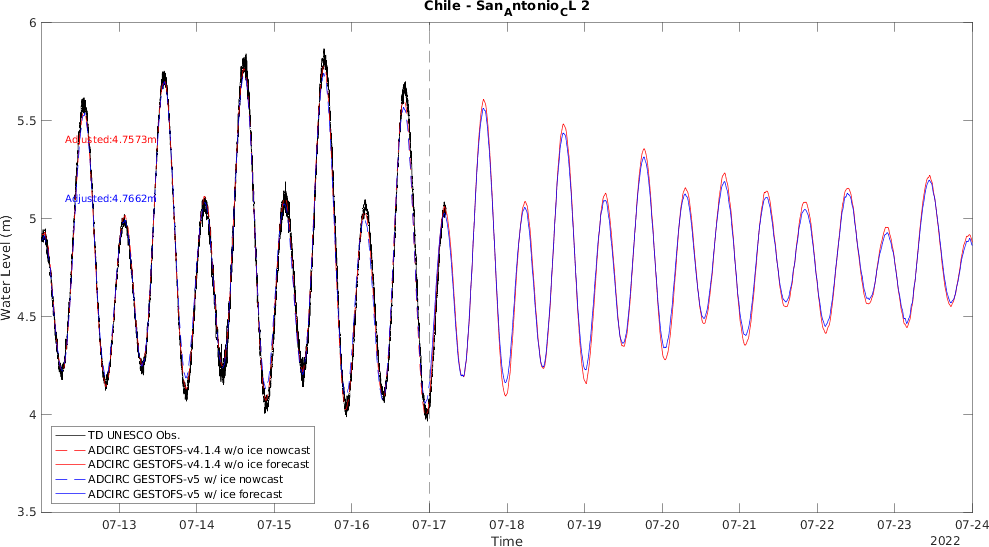 Chile - SanAntonioCL 2
6
5.5
5
4.5
4
3.5
Water Level (m)
Adjusted:4.7573m
Adjusted:4.7662m
TD UNESCO Obs.
ADCIRC GESTOFS-v4.1.4 w/o ice nowcast
ADCIRC GESTOFS-v4.1.4 w/o ice forecast
ADCIRC GESTOFS-v5 w/ ice nowcast
ADCIRC GESTOFS-v5 w/ ice forecast
07-13 07-14 07-15 07-16 07-17 07-18 07-19 07-20 07-21 07-22 07-23 07-24
Time
2022